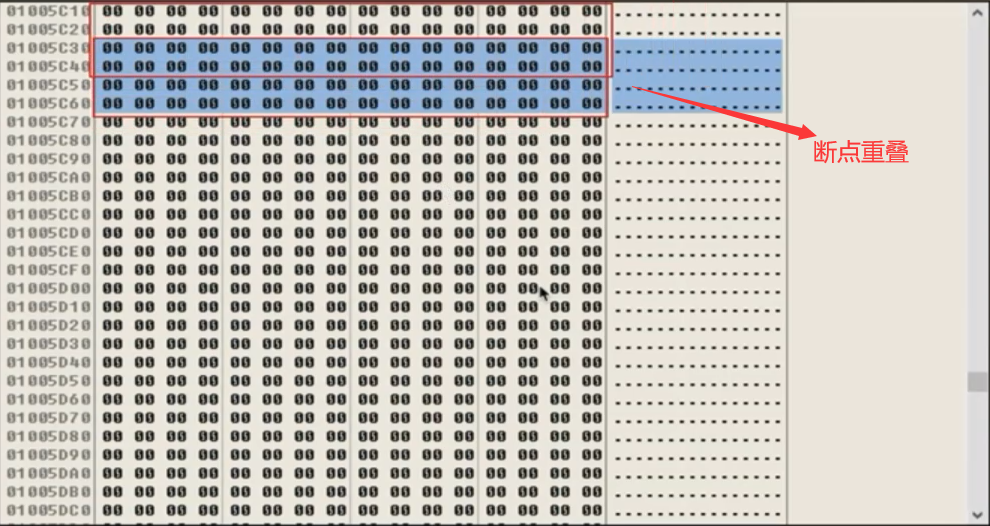 01005C10 00 00 00 00 00 00 00 00 00 00 00 00 00 00 00 00 ................
01005C20 00 00 00 00 00 00 00 00 00 00 00 00 00 00 00 00 ................
01005C30 00 00 00 00 00 00 00 00 00 00 00 00 00 00 00 00 ................
01005C40 00 00 00 00 00 00 00 00 00 00 00 00 00 00 00 00 ................
01005C50 00 00 00 00 00 00 00 00 00 00 00 00 00 00 00 00 ................
01005C60 00 00 00 00 00 00 00 00 00 00 00 00 00 00 00 00 ................
01005C70 00 00 00 00 00 00 00 00 00 00 00 00 00 00 00 00 ................
01005C80 00 00 00 00 00 00 00 00 00 00 00 00 00 00 00 00 ................
断点重叠
01005C90 00 00 00 00 00 00 00 00 00 00 00 00 00 00 00 00 ................
01005CA0 00 00 00 00 00 00 00 00 00 00 00 00 00 00 00 00 ................
01005CB0 00 00 00 00 00 00 00 00 00 00 00 00 00 00 00 00 ................
01005CC0 00 00 00 00 00 00 00 00 00 00 00 00 00 00 00 00 ................
01005CD0 00 00 00 00 00 00 00 00 00 00 00 00 00 00 00 00 ................
01005CE0 00 00 00 00 00 00 00 00 00 00 00 00 00 00 00 00 ................
01005CF0 00 00 00 00 00 00 00 00 00 00 00 00 00 00 00 00 ................
01005D00 00 00 00 00 00 00 00 00 00 00 00 00 00 00 00 00 ................
01005D10 00 00 00 00 00 00 00 00 00 00 00 00 00 00 00 00 ................
01005D20 00 00 00 00 00 00 00 00 00 00 00 00 00 00 00 00 ................
01005D30 00 00 00 00 00 00 00 00 00 00 00 00 00 00 00 00 ................
01005D40 00 00 00 00 00 00 00 00 00 00 00 00 00 00 00 00 ................
01005D50 00 00 00 00 00 00 00 00 00 00 00 00 00 00 00 00 ................
01005D60 00 00 00 00 00 00 00 00 00 00 00 00 00 00 00 00 ................
01005D70 00 00 00 00 00 00 00 00 00 00 00 00 00 00 00 00 ................
01005D80 00 00 00 00 00 00 00 00 00 00 00 00 00 00 00 00 ................
01005D90 00 00 00 00 00 00 00 00 00 00 00 00 00 00 00 00 ................
01005DA0 00 00 00 00 00 00 00 00 00 00 00 00 00 00 00 00 ................
01005DB0 00 00 00 00 00 00 00 00 00 00 00 00 00 00 00 00 ................
01005DC0 00 00 00 00 00 00 00 00 00 00 00 00 00 00 00 00 ................